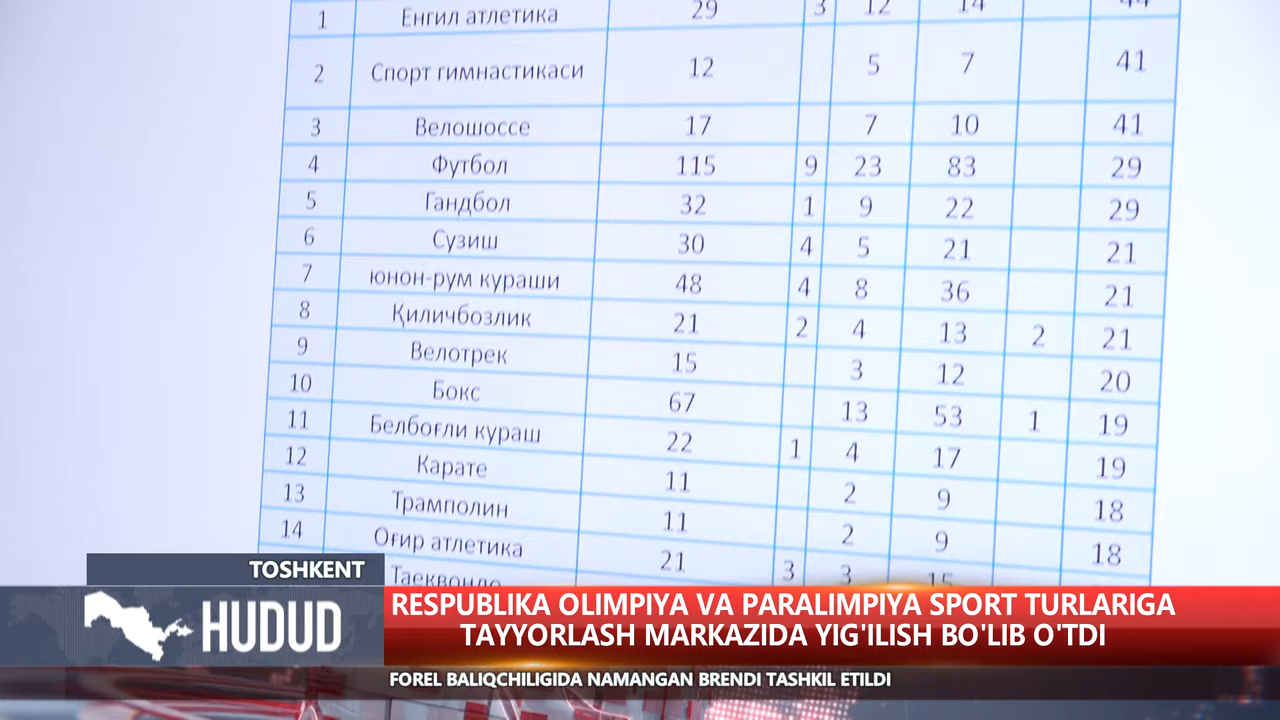 1 Енгил атлетика 29 3 12 14 44
2 Спорт гимнастикаси 12 5 7 41
3 Велошоссе 17 7 10 41
4 Футбол 115 9 23 83 29
5 Гандбол 32 1 9 22 29
6 Сузиш 30 4 5 21 21
7 юнон-рум кураши 48 4 8 36 21
8 Қиличбозлик 21 2 4 13 2 21
9 Велотрек 15 3 12 20
10 Бокс 67 13 53 1 19
11 Белбоғли кураш 22 1 4 17 19
12 Карате 11 2 9 18
13 Трамполин 11 2 9 18
14 Оғир атлетика 21 3 3 15
Таеквондо
TOSHKENT
HUDUD
RESPUBLIKA OLIMPIYA VA PARALIMPIYA SPORT TURLARIGA
TAYYORLASH MARKAZIDA YIG'ILISH BO'LIB O'TDI
FOREL BALIQCHILIGIDA NAMANGAN BRENDI TASHKIL ETILDI